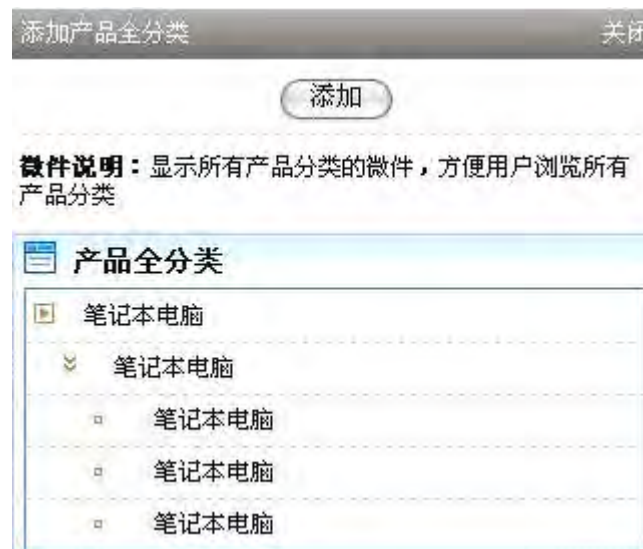 添加产品全分类 关闭
添加
微件说明：显示所有产品分类的微件，方便用户浏览所有
产品分类
产品全分类
笔记本电脑
笔记本电脑
笔记本电脑
笔记本电脑
笔记本电脑